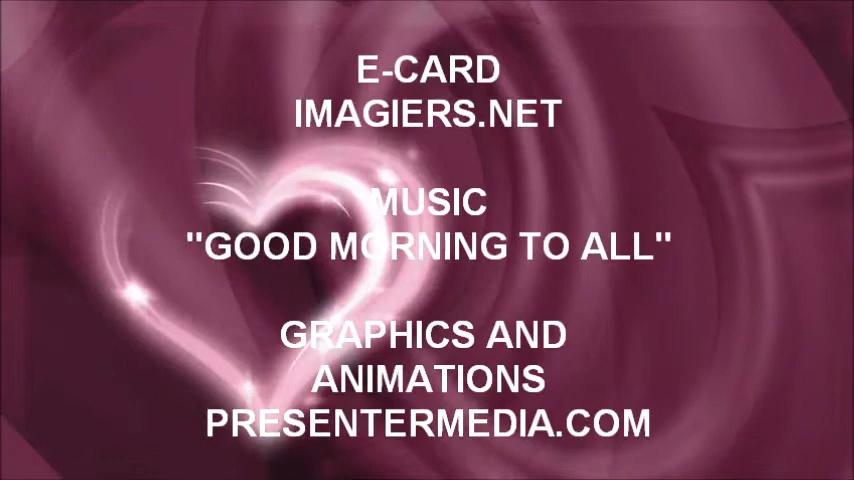 E-CARD
IMAGIERS.NET
MUSIC
"GOOD MORNING TO ALL"
GRAPHICS AND
ANIMATIONS
PRESENTERMEDIA.COM